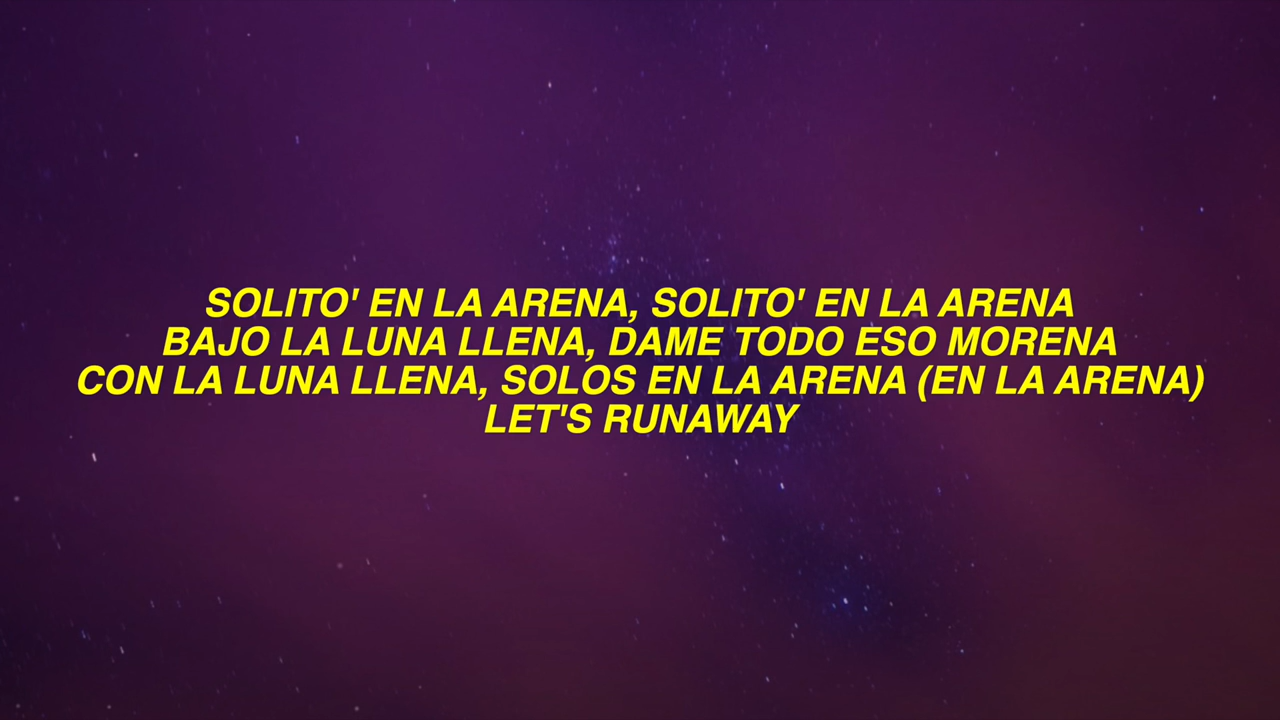 SOLITO' EN LA ARENA, SOLITO' EN LA ARENA
BAJO LA LUNA LLENA, DAME TODO ESO MORENA
CON LA LUNA LLENA, SOLOS EN LA ARENA (EN LA ARENA)
LET'S RUNAWAY